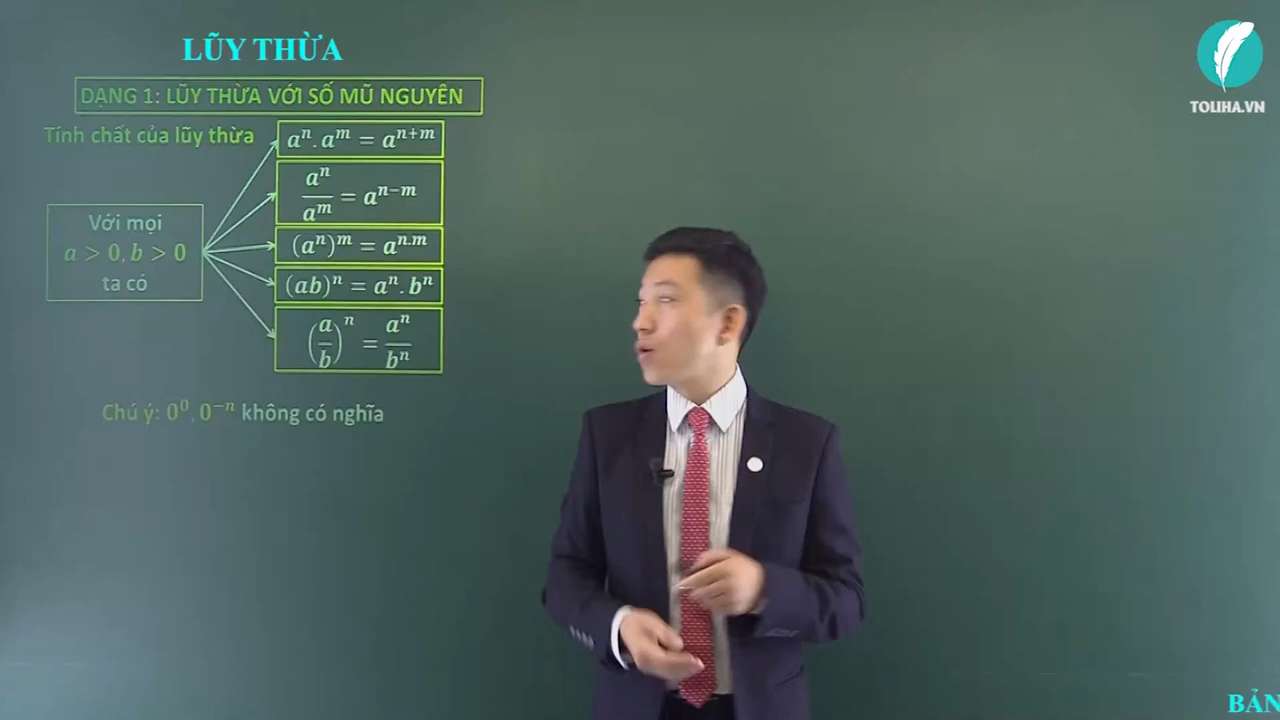 LŨY THỪA
DẠNG 1: LŨY THỪA VỚI SỐ MŨ NGUYÊN
Tính chất của lũy thừa
Với mọi
a > 0, b > 0
ta có
aⁿ. aᵐ = aⁿ⁺ᵐ
aⁿ/aᵐ = aⁿ⁻ᵐ
(aⁿ)ᵐ = aⁿ·ᵐ
(ab)ⁿ = aⁿ. bⁿ
(a/b)ⁿ = aⁿ/bⁿ
Chú ý: 0⁰, 0⁻ⁿ không có nghĩa
TOLIHA.VN
BẢN